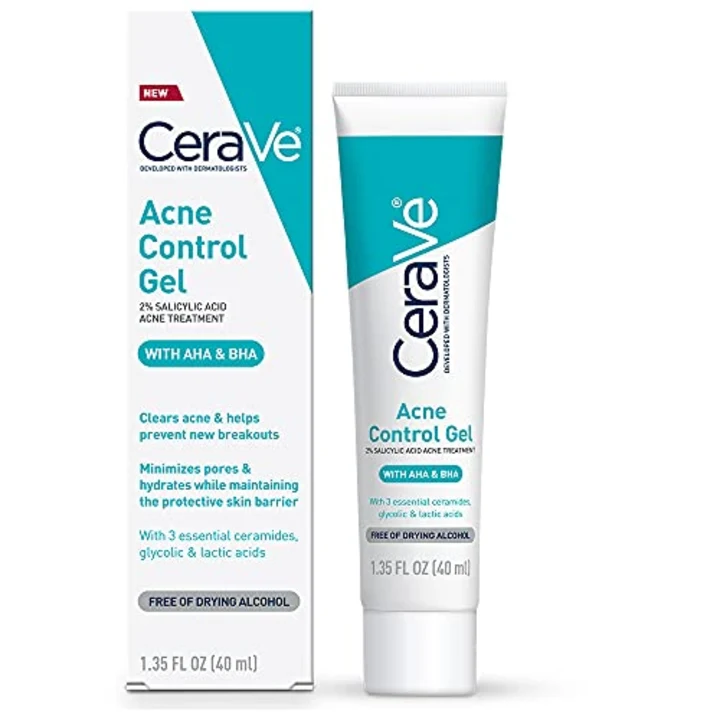 NEW
CeraVe®
DEVELOPED WITH DERMATOLOGISTS
Acne
Control
Gel
2% SALICYLIC ACID
ACNE TREATMENT
WITH AHA & BHA
Clears acne & helps
prevent new breakouts
Minimizes pores &
hydrates while maintaining
the protective skin barrier
With 3 essential ceramides,
glycolic & lactic acids
FREE OF DRYING ALCOHOL
1.35 FL OZ (40 ml)
CeraVe®
DEVELOPED WITH DERMATOLOGISTS
Acne
Control Gel
2% SALICYLIC ACID ACNE TREATMENT
WITH AHA & BHA
With 3 essential ceramides,
glycolic & lactic acids
FREE OF DRYING ALCOHOL
1.35 FL OZ (40 ml)